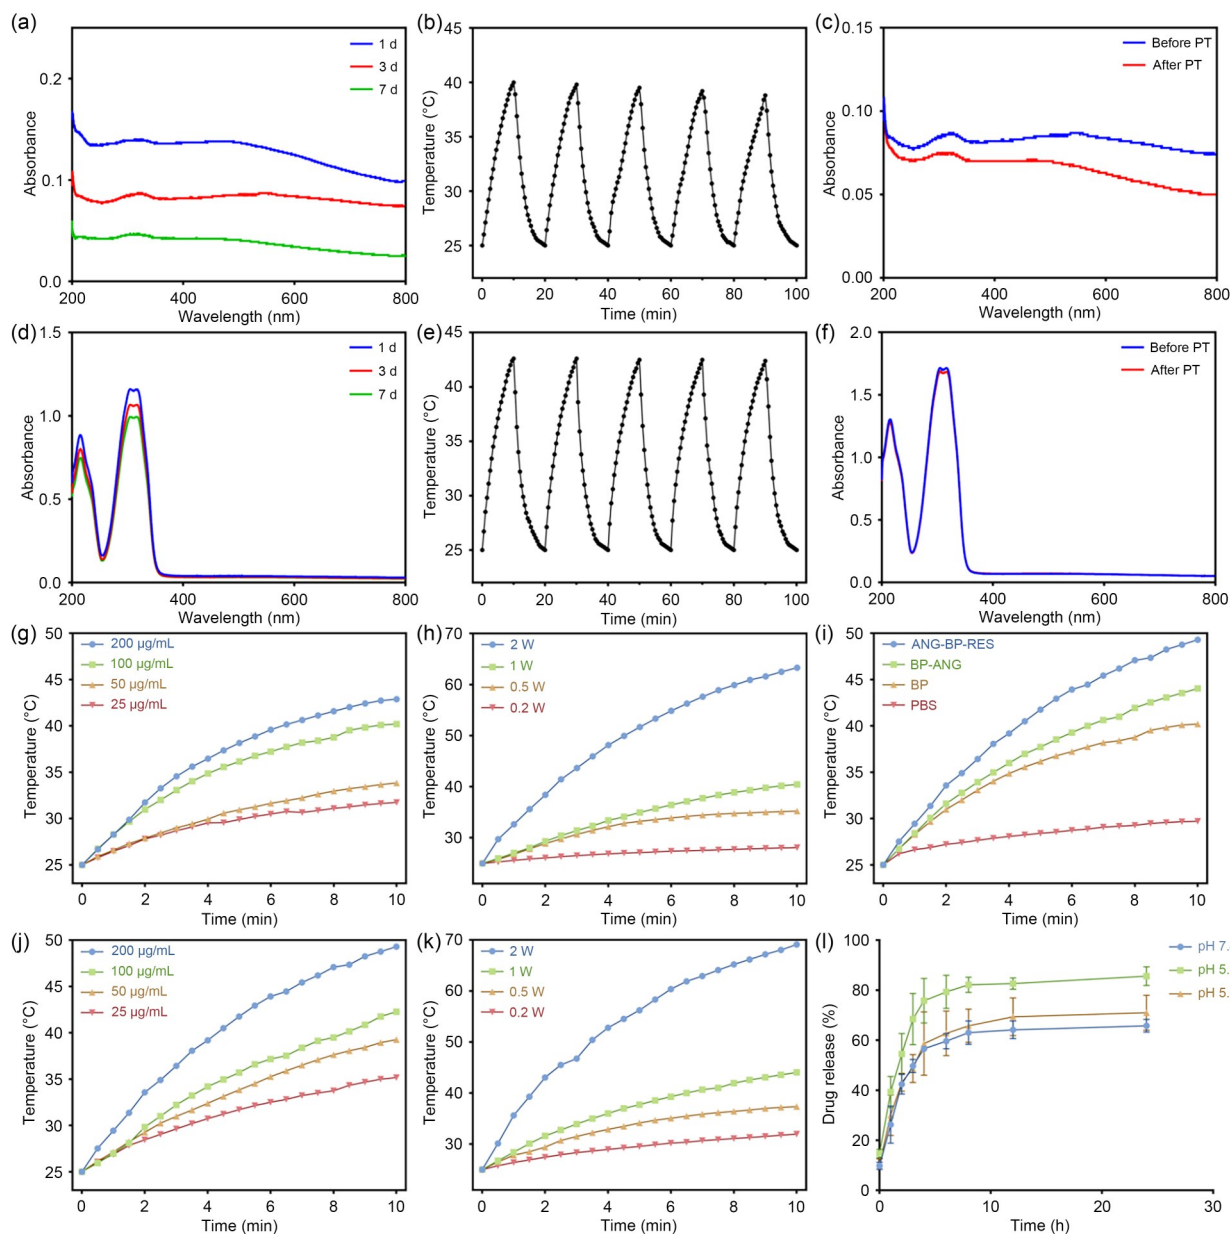 (a)
0.2
0.1
0.0
Absorbance
1 d
3 d
7 d
200 400 600 800
Wavelength (nm)
(b)
45
40
35
30
25
Temperature (°C)
0 20 40 60 80 100
Time (min)
(c)
0.15
0.10
0.05
0.00
Absorbance
Before PT
After PT
200 400 600 800
Wavelength (nm)
(d)
1.5
1.0
0.5
0.0
Absorbance
1 d
3 d
7 d
200 400 600 800
Wavelength (nm)
(e)
45
40
35
30
25
Temperature (°C)
0 20 40 60 80 100
Time (min)
(f)
2.0
1.5
1.0
0.5
0.0
Absorbance
Before PT
After PT
200 400 600 800
Wavelength (nm)
(g)
50
45
40
35
30
25
Temperature (°C)
200 µg/mL
100 µg/mL
50 µg/mL
25 µg/mL
0 2 4 6 8 10
Time (min)
(h)
70
60
50
40
30
Temperature (°C)
2 W
1 W
0.5 W
0.2 W
0 2 4 6 8 10
Time (min)
(i)
50
45
40
35
30
25
Temperature (°C)
ANG-BP-RES
BP-ANG
BP
PBS
0 2 4 6 8 10
Time (min)
(j)
50
45
40
35
30
25
Temperature (°C)
200 µg/mL
100 µg/mL
50 µg/mL
25 µg/mL
0 2 4 6 8 10
Time (min)
(k)
70
60
50
40
30
Temperature (°C)
2 W
1 W
0.5 W
0.2 W
0 2 4 6 8 10
Time (min)
(l)
100
80
60
40
20
0
Drug release (%)
pH 7.
pH 5.
pH 5.
0 10 20 30
Time (h)